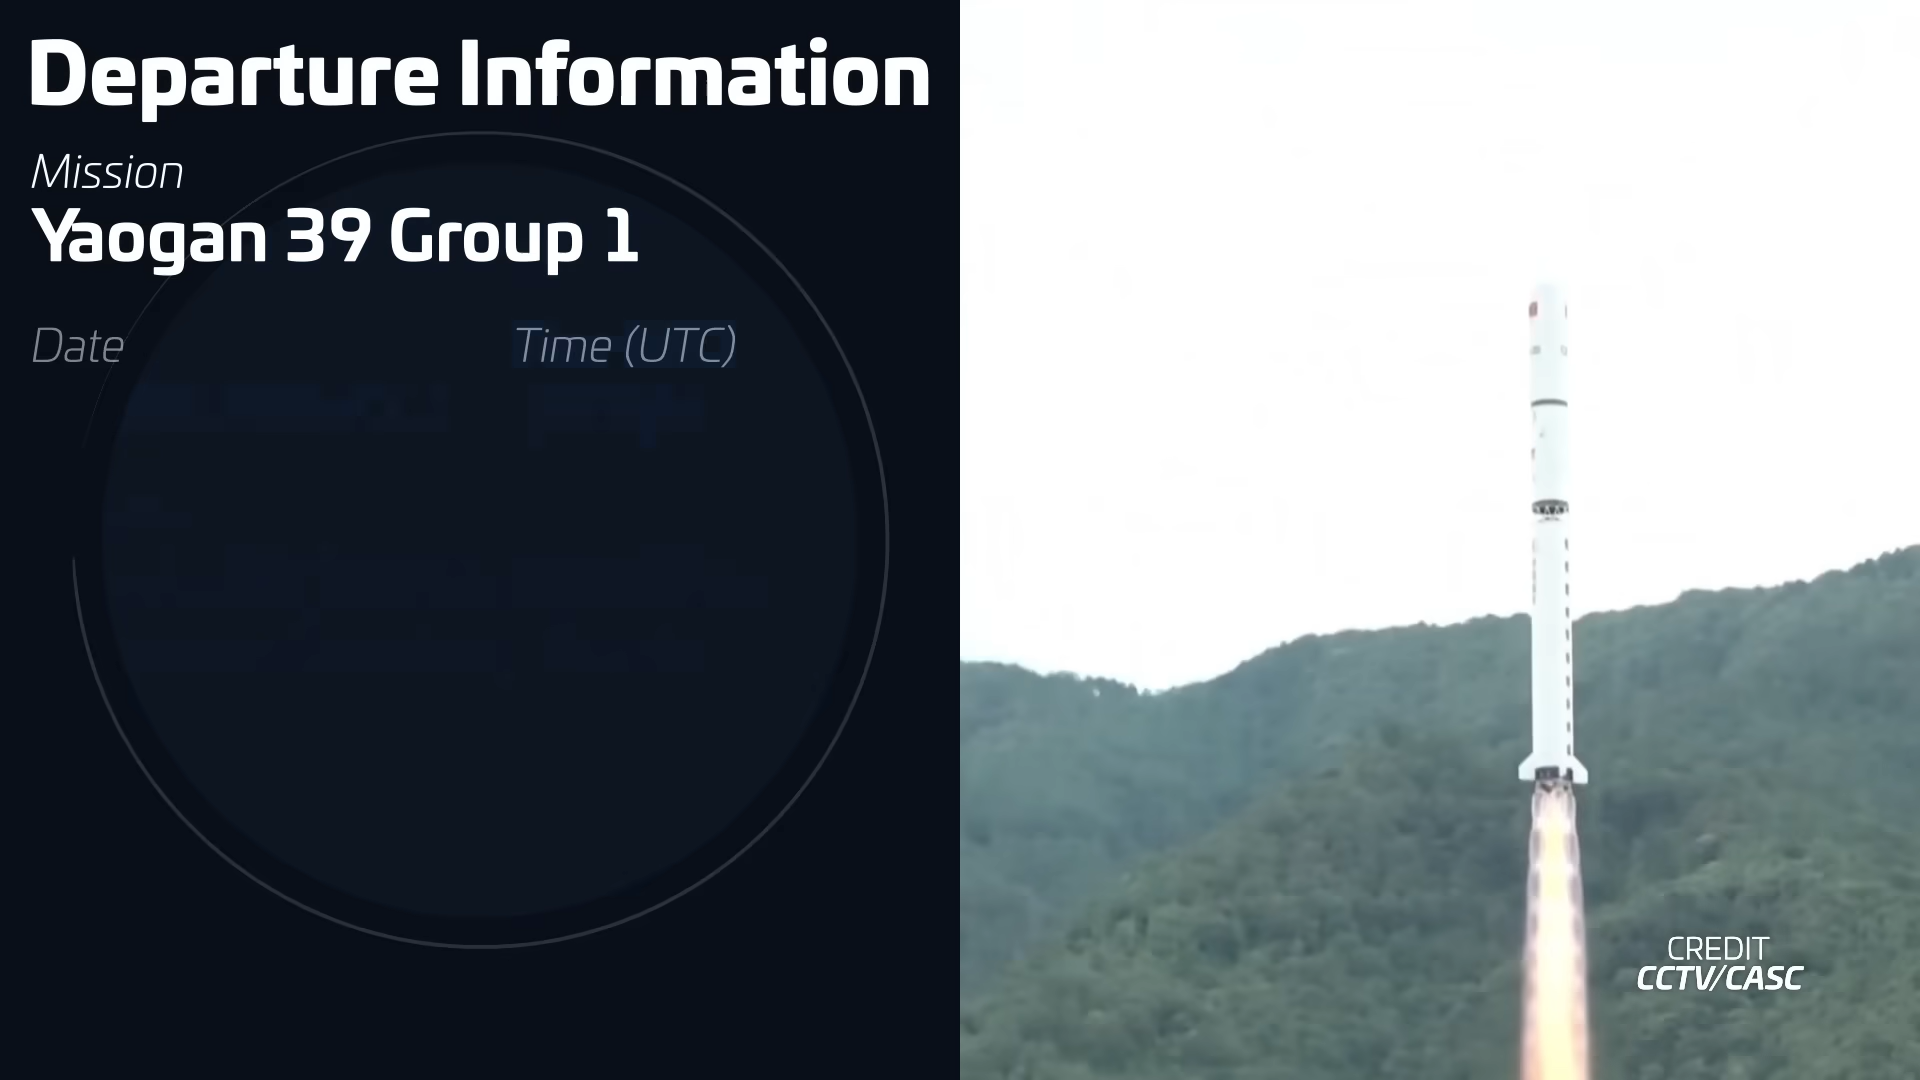 Departure Information
Mission
Yaogan 39 Group 1
Date
Time (UTC)
CREDIT
CCTV/CASC